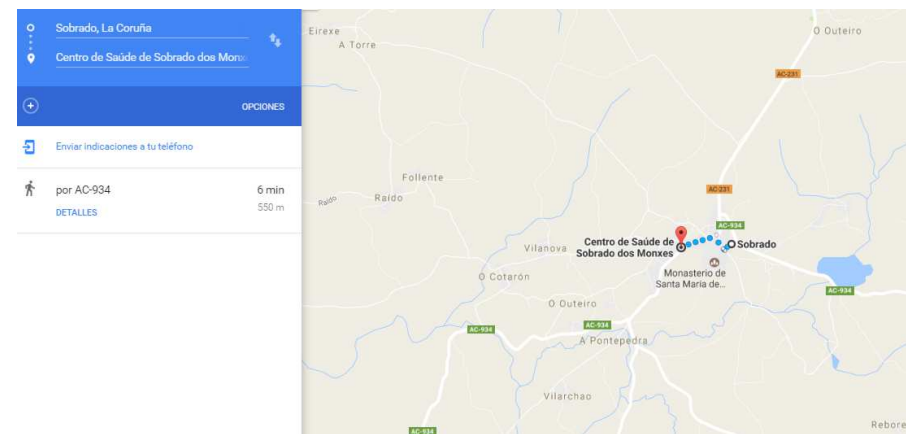 Sobrado, La Coruña
Centro de Saúde de Sobrado dos Monx
OPCIONES
Enviar indicaciones a tu teléfono
por AC-934
6 min
550 m
DETALLES
Eirexe
A Torre
O Outeiro
AC-231
Follente
Raído
Raído
AC-231
AC-934
Centro de Saúde de
Sobrado dos Monxes
Sobrado
Vilanova
Monasterio de
Santa María de...
O Cotarón
AC-934
O Outeiro
AC-934
AC-934
A Pontepedra
Vilarchao
Rebore
AC-934